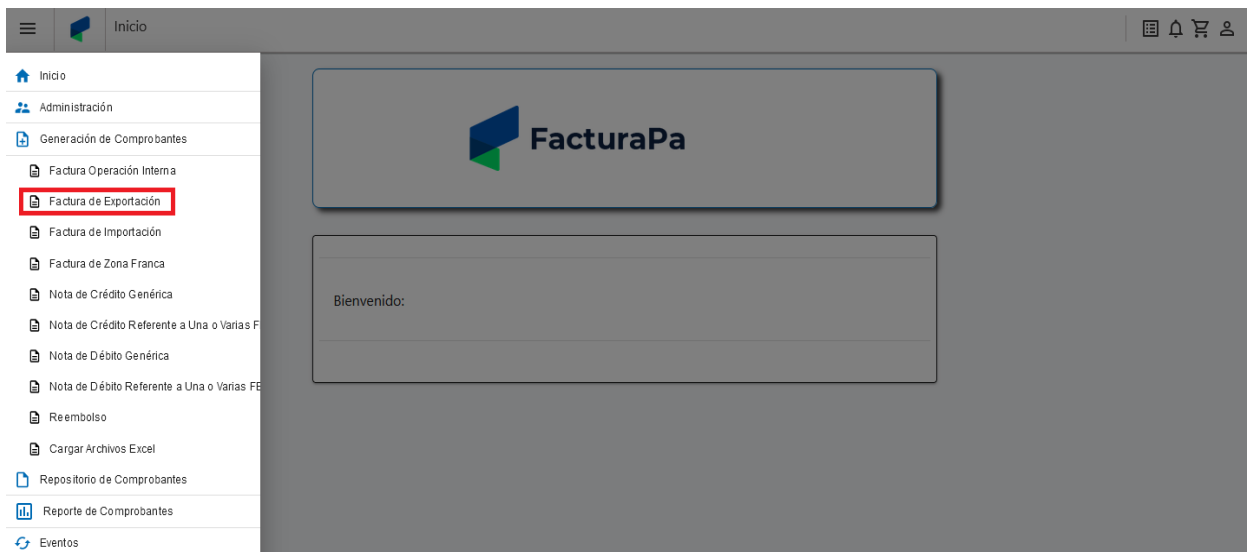 Inicio
Inicio
Administración
Generación de Comprobantes
Factura Operación Interna
Factura de Exportación
Factura de Importación
Factura de Zona Franca
Nota de Crédito Genérica
Nota de Crédito Referente a Una o Varias F
Nota de Débito Genérica
Nota de Débito Referente a Una o Varias FE
Reembolso
Cargar Archivos Excel
Repositorio de Comprobantes
Reporte de Comprobantes
Eventos
FacturaPa
Bienvenido: